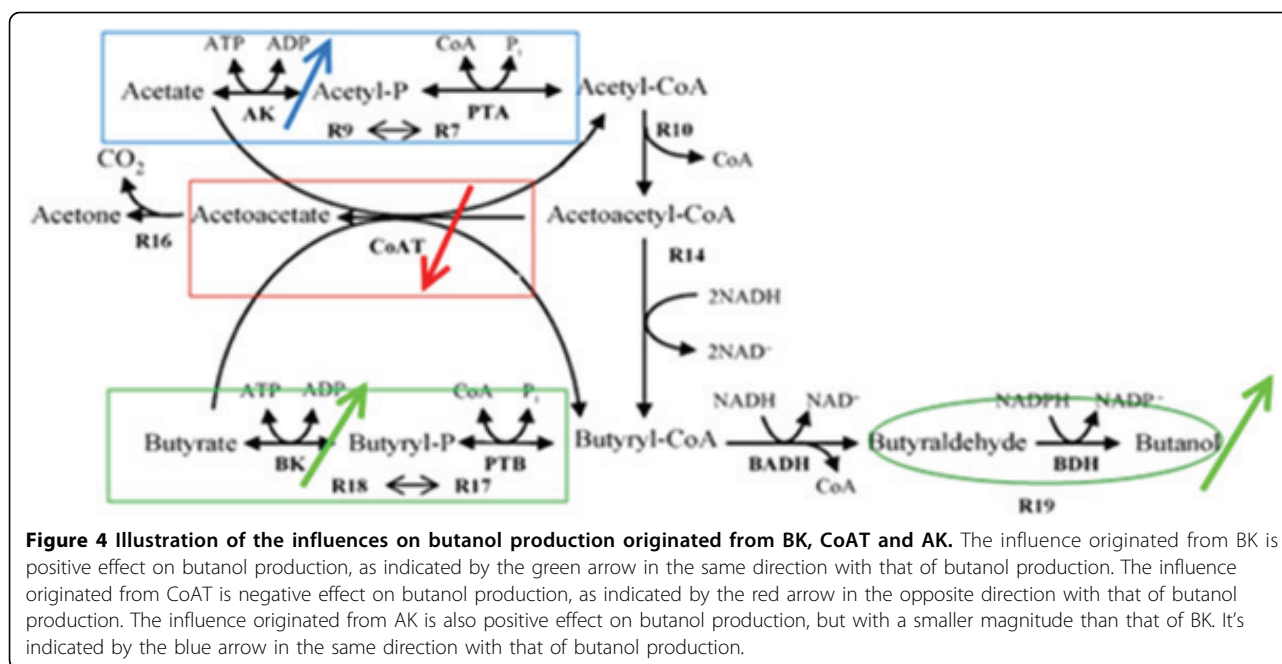 ATP ADP CoA Pi
Acetate Acetyl-P Acetyl-CoA
AK PTA
R9 R7 R10
CO2 CoA
Acetone Acetoacetate Acetoacetyl-CoA
R16 CoAT R14
2NADH
2NAD-
ATP ADP CoA Pi NADH NAD- NADPH NADP-
Butyrate Butyryl-P Butyryl-CoA Butyraldehyde Butanol
BK PTB BADH BDH
R18 R17 CoA
R19
Figure 4 Illustration of the influences on butanol production originated from BK, CoAT and AK. The influence originated from BK is
positive effect on butanol production, as indicated by the green arrow in the same direction with that of butanol production. The influence
originated from CoAT is negative effect on butanol production, as indicated by the red arrow in the opposite direction with that of butanol
production. The influence originated from AK is also positive effect on butanol production, but with a smaller magnitude than that of BK. It's
indicated by the blue arrow in the same direction with that of butanol production.